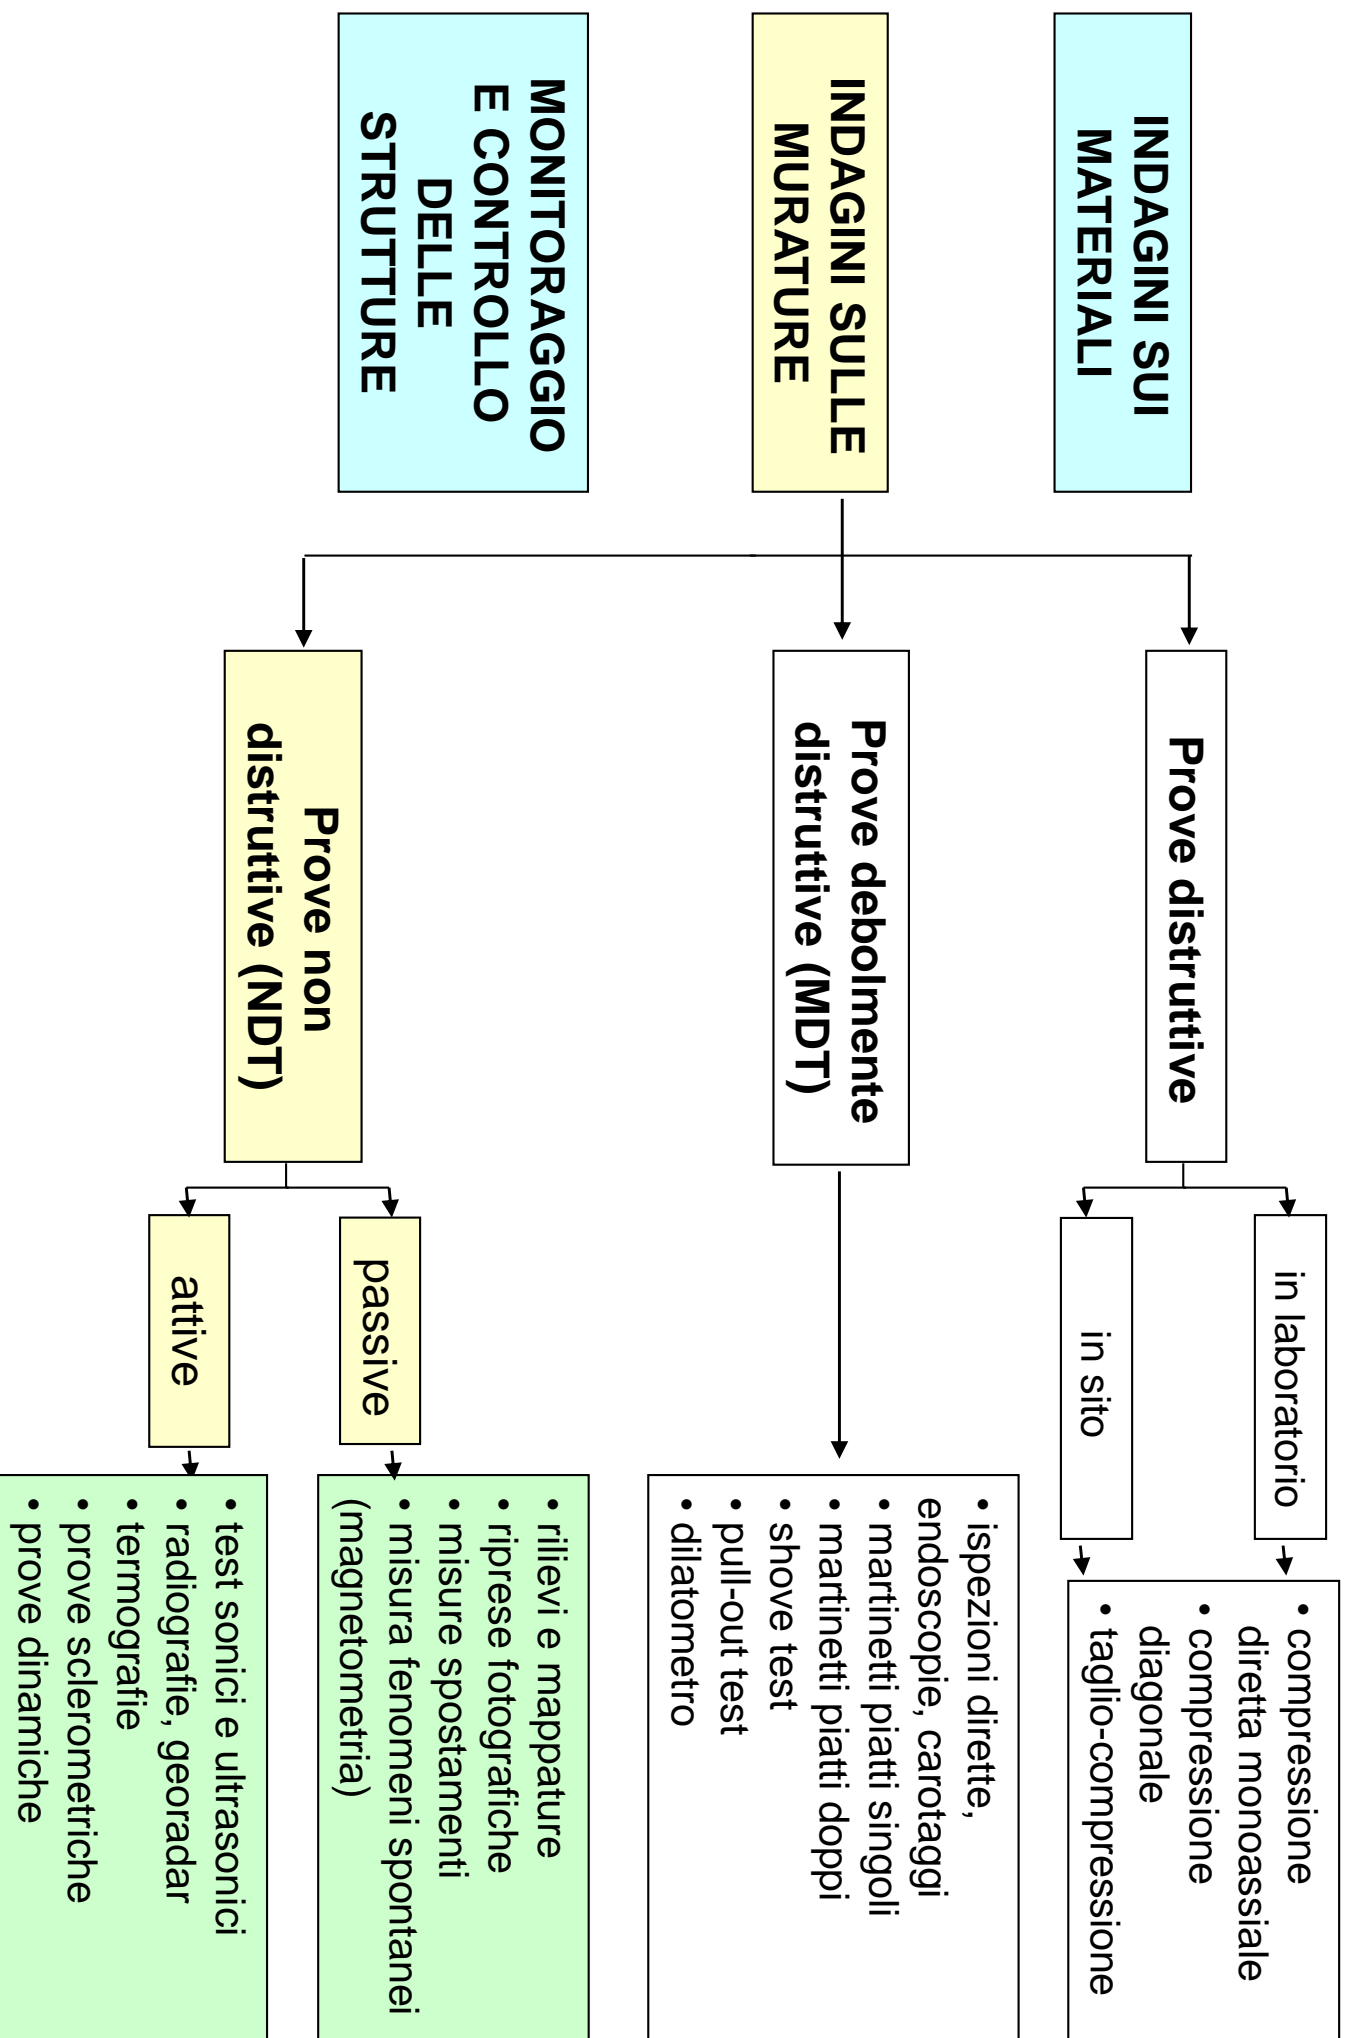 INDAGINI SUI
MATERIALI
INDAGINI SULLE
MURATURE
MONITORAGGIO
E CONTROLLO
DELLE
STRUTTURE
Prove distruttive
Prove debolmente
distruttive (MDT)
Prove non
distruttive (NDT)
in laboratorio
in sito
passive
attive
• compressione
diretta monoassiale
• compressione
diagonale
• taglio-compressione
• ispezioni dirette,
endoscopie, carotaggi
• martinetti piatti singoli
• martinetti piatti doppi
• shove test
• pull-out test
• dilatometro
• rilievi e mappature
• riprese fotografiche
• misure spostamenti
• misura fenomeni spontanei
(magnetometria)
• test sonici e ultrasonici
• radiografie, georadar
• termografie
• prove sclerometriche
• prove dinamiche